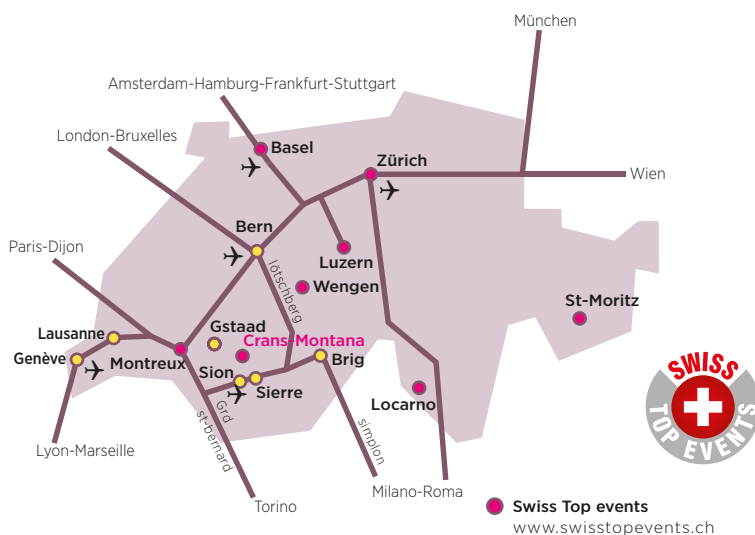 München
Amsterdam-Hamburg-Frankfurt-Stuttgart
London-Bruxelles
Basel
Zürich
Wien
Bern
Paris-Dijon
Luzern
lötschberg
Wengen
St-Moritz
Lausanne
Gstaad
Crans-Montana
Genève
Montreux
Brig
Sion
Sierre
Locarno
SWISS
TOP EVENTS
Grd
st-bernard
simplon
Lyon-Marseille
Torino
Milano-Roma
Swiss Top events
www.swisstopevents.ch